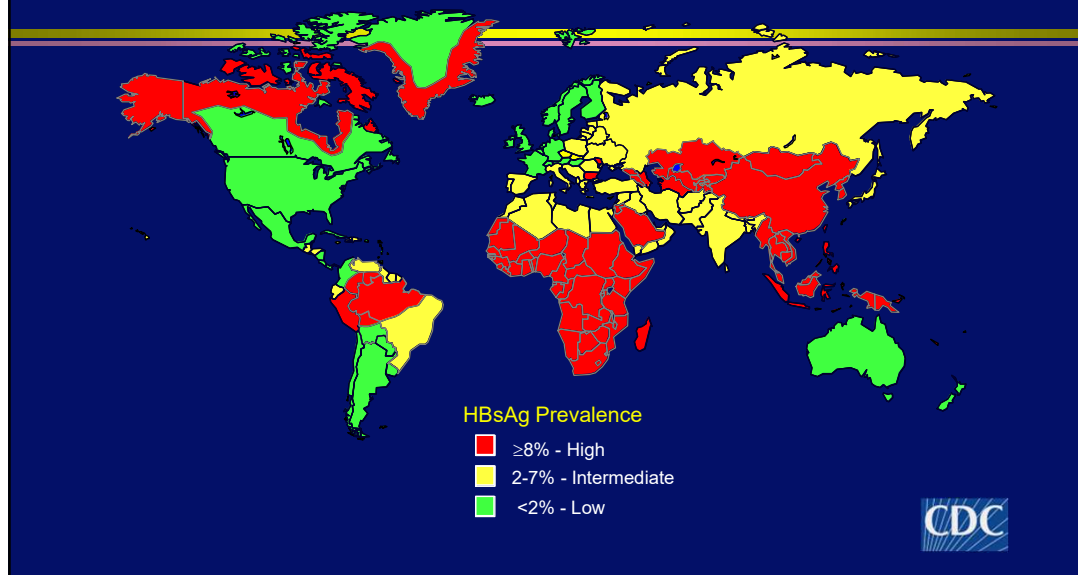 HBsAg Prevalence
≥8% - High
2-7% - Intermediate
<2% - Low
CDC